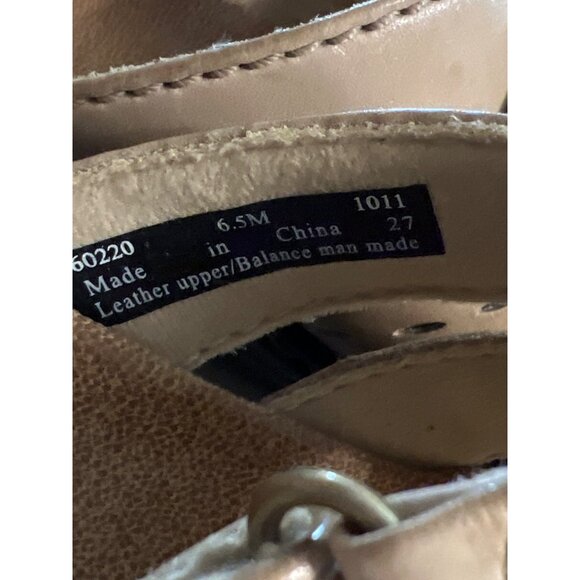 60220 6.5M 1011
Made in China 27
Leather upper/Balance man made